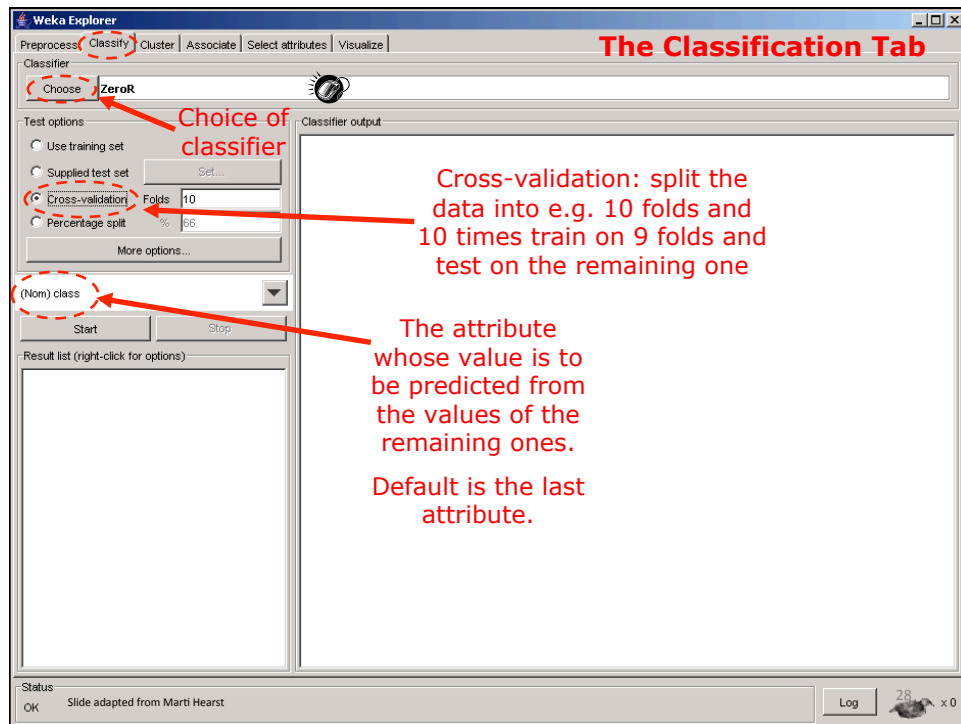 Weka Explorer
Preprocess Classify Cluster Associate Select attributes Visualize
The Classification Tab
Classifier
Choose ZeroR
Test options
Choice of
classifier
Use training set
Supplied test set Set...
Cross-validation Folds 10
Percentage split % 66
More options...
(Nom) class
Start Stop
Result list (right-click for options)
Classifier output
Cross-validation: split the
data into e.g. 10 folds and
10 times train on 9 folds and
test on the remaining one
The attribute
whose value is to
be predicted from
the values of the
remaining ones.
Default is the last
attribute.
Status
OK Slide adapted from Marti Hearst
Log 28 x 0